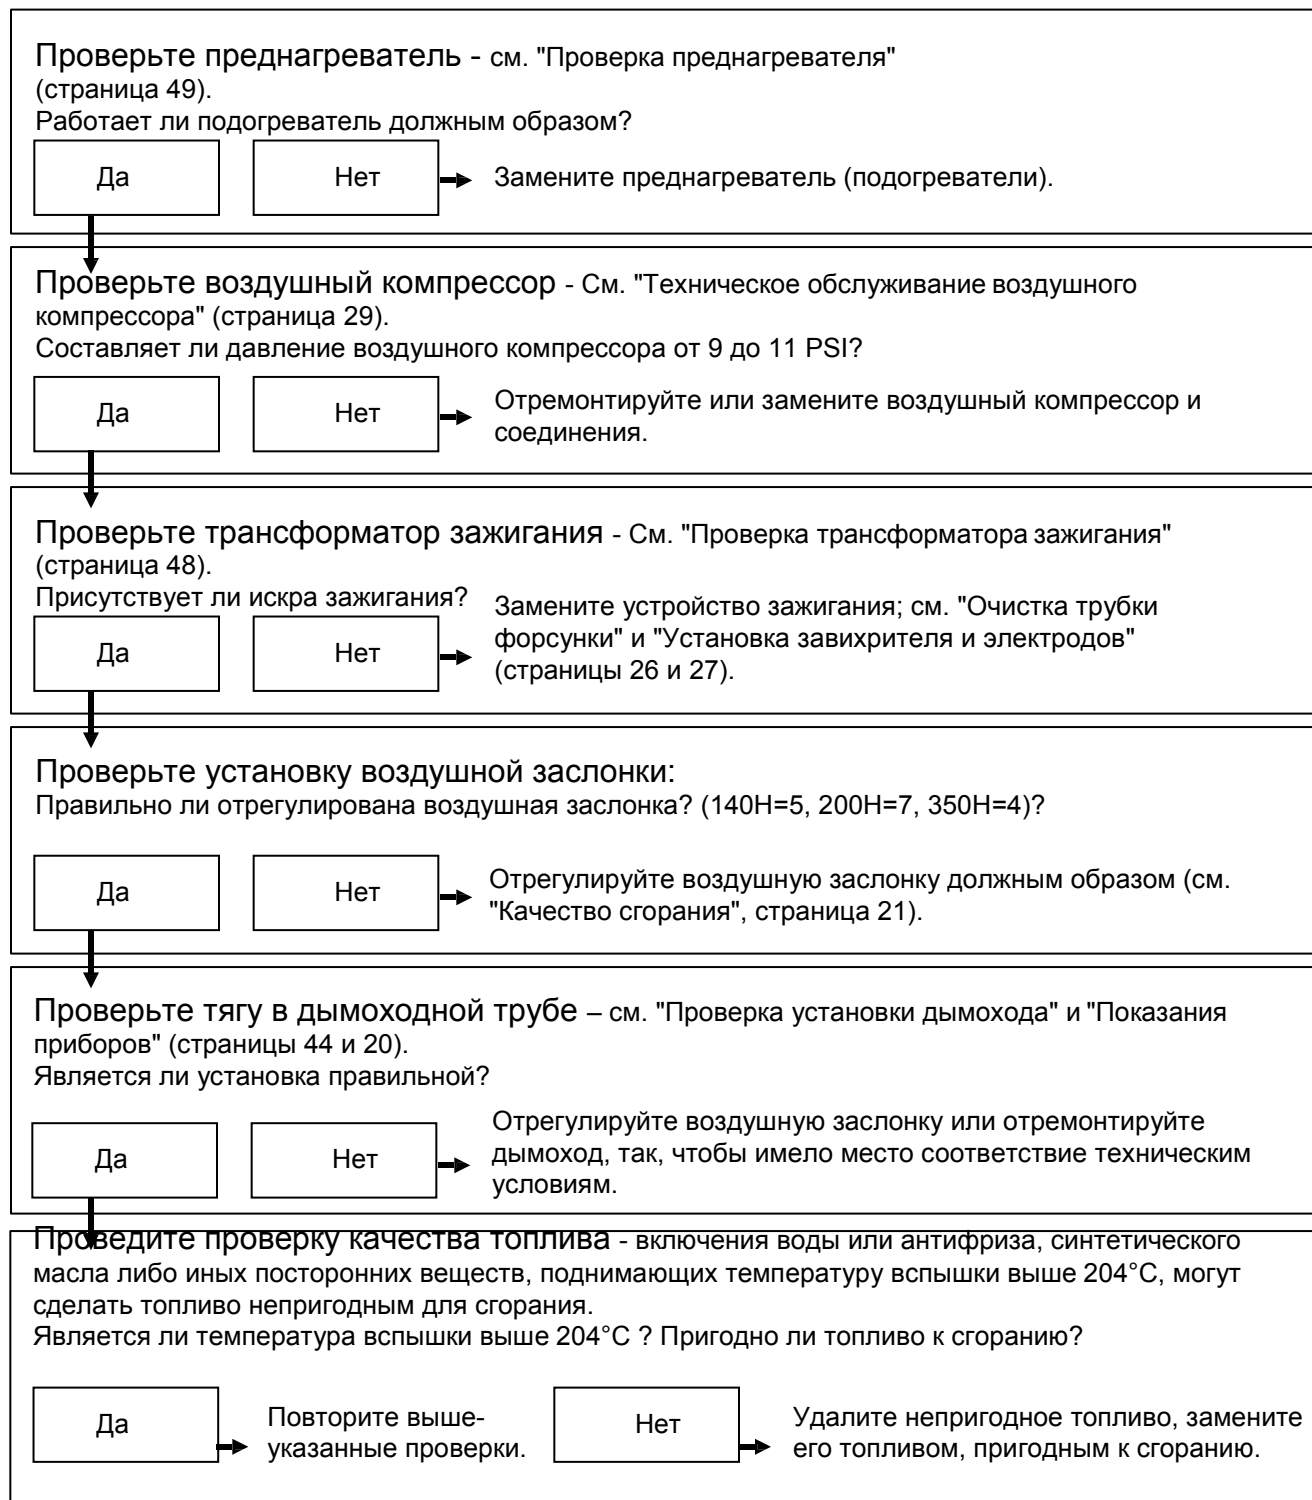 Проверьте преднагреватель - см. "Проверка преднагревателя"
(страница 49).
Работает ли подогреватель должным образом?
Да
Нет
Замените преднагреватель (подогреватели).
Проверьте воздушный компрессор - См. "Техническое обслуживание воздушного
компрессора" (страница 29).
Составляет ли давление воздушного компрессора от 9 до 11 PSI?
Да
Нет
Отремонтируйте или замените воздушный компрессор и
соединения.
Проверьте трансформатор зажигания - См. "Проверка трансформатора зажигания"
(страница 48).
Присутствует ли искра зажигания?
Да
Нет
Замените устройство зажигания; см. "Очистка трубки
форсунки" и "Установка завихрителя и электродов"
(страницы 26 и 27).
Проверьте установку воздушной заслонки:
Правильно ли отрегулирована воздушная заслонка? (140H=5, 200H=7, 350H=4)?
Да
Нет
Отрегулируйте воздушную заслонку должным образом (см.
"Качество сгорания", страница 21).
Проверьте тягу в дымоходной трубе – см. "Проверка установки дымохода" и "Показания
приборов" (страницы 44 и 20).
Является ли установка правильной?
Да
Нет
Отрегулируйте воздушную заслонку или отремонтируйте
дымоход, так, чтобы имело место соответствие техническим
условиям.
Проведите проверку качества топлива - включения воды или антифриза, синтетического
масла либо иных посторонних веществ, поднимающих температуру вспышки выше 204°C, могут
сделать топливо непригодным для сгорания.
Является ли температура вспышки выше 204°C ? Пригодно ли топливо к сгоранию?
Да
Повторите выше-
указанные проверки.
Нет
Удалите непригодное топливо, замените
его топливом, пригодным к сгоранию.